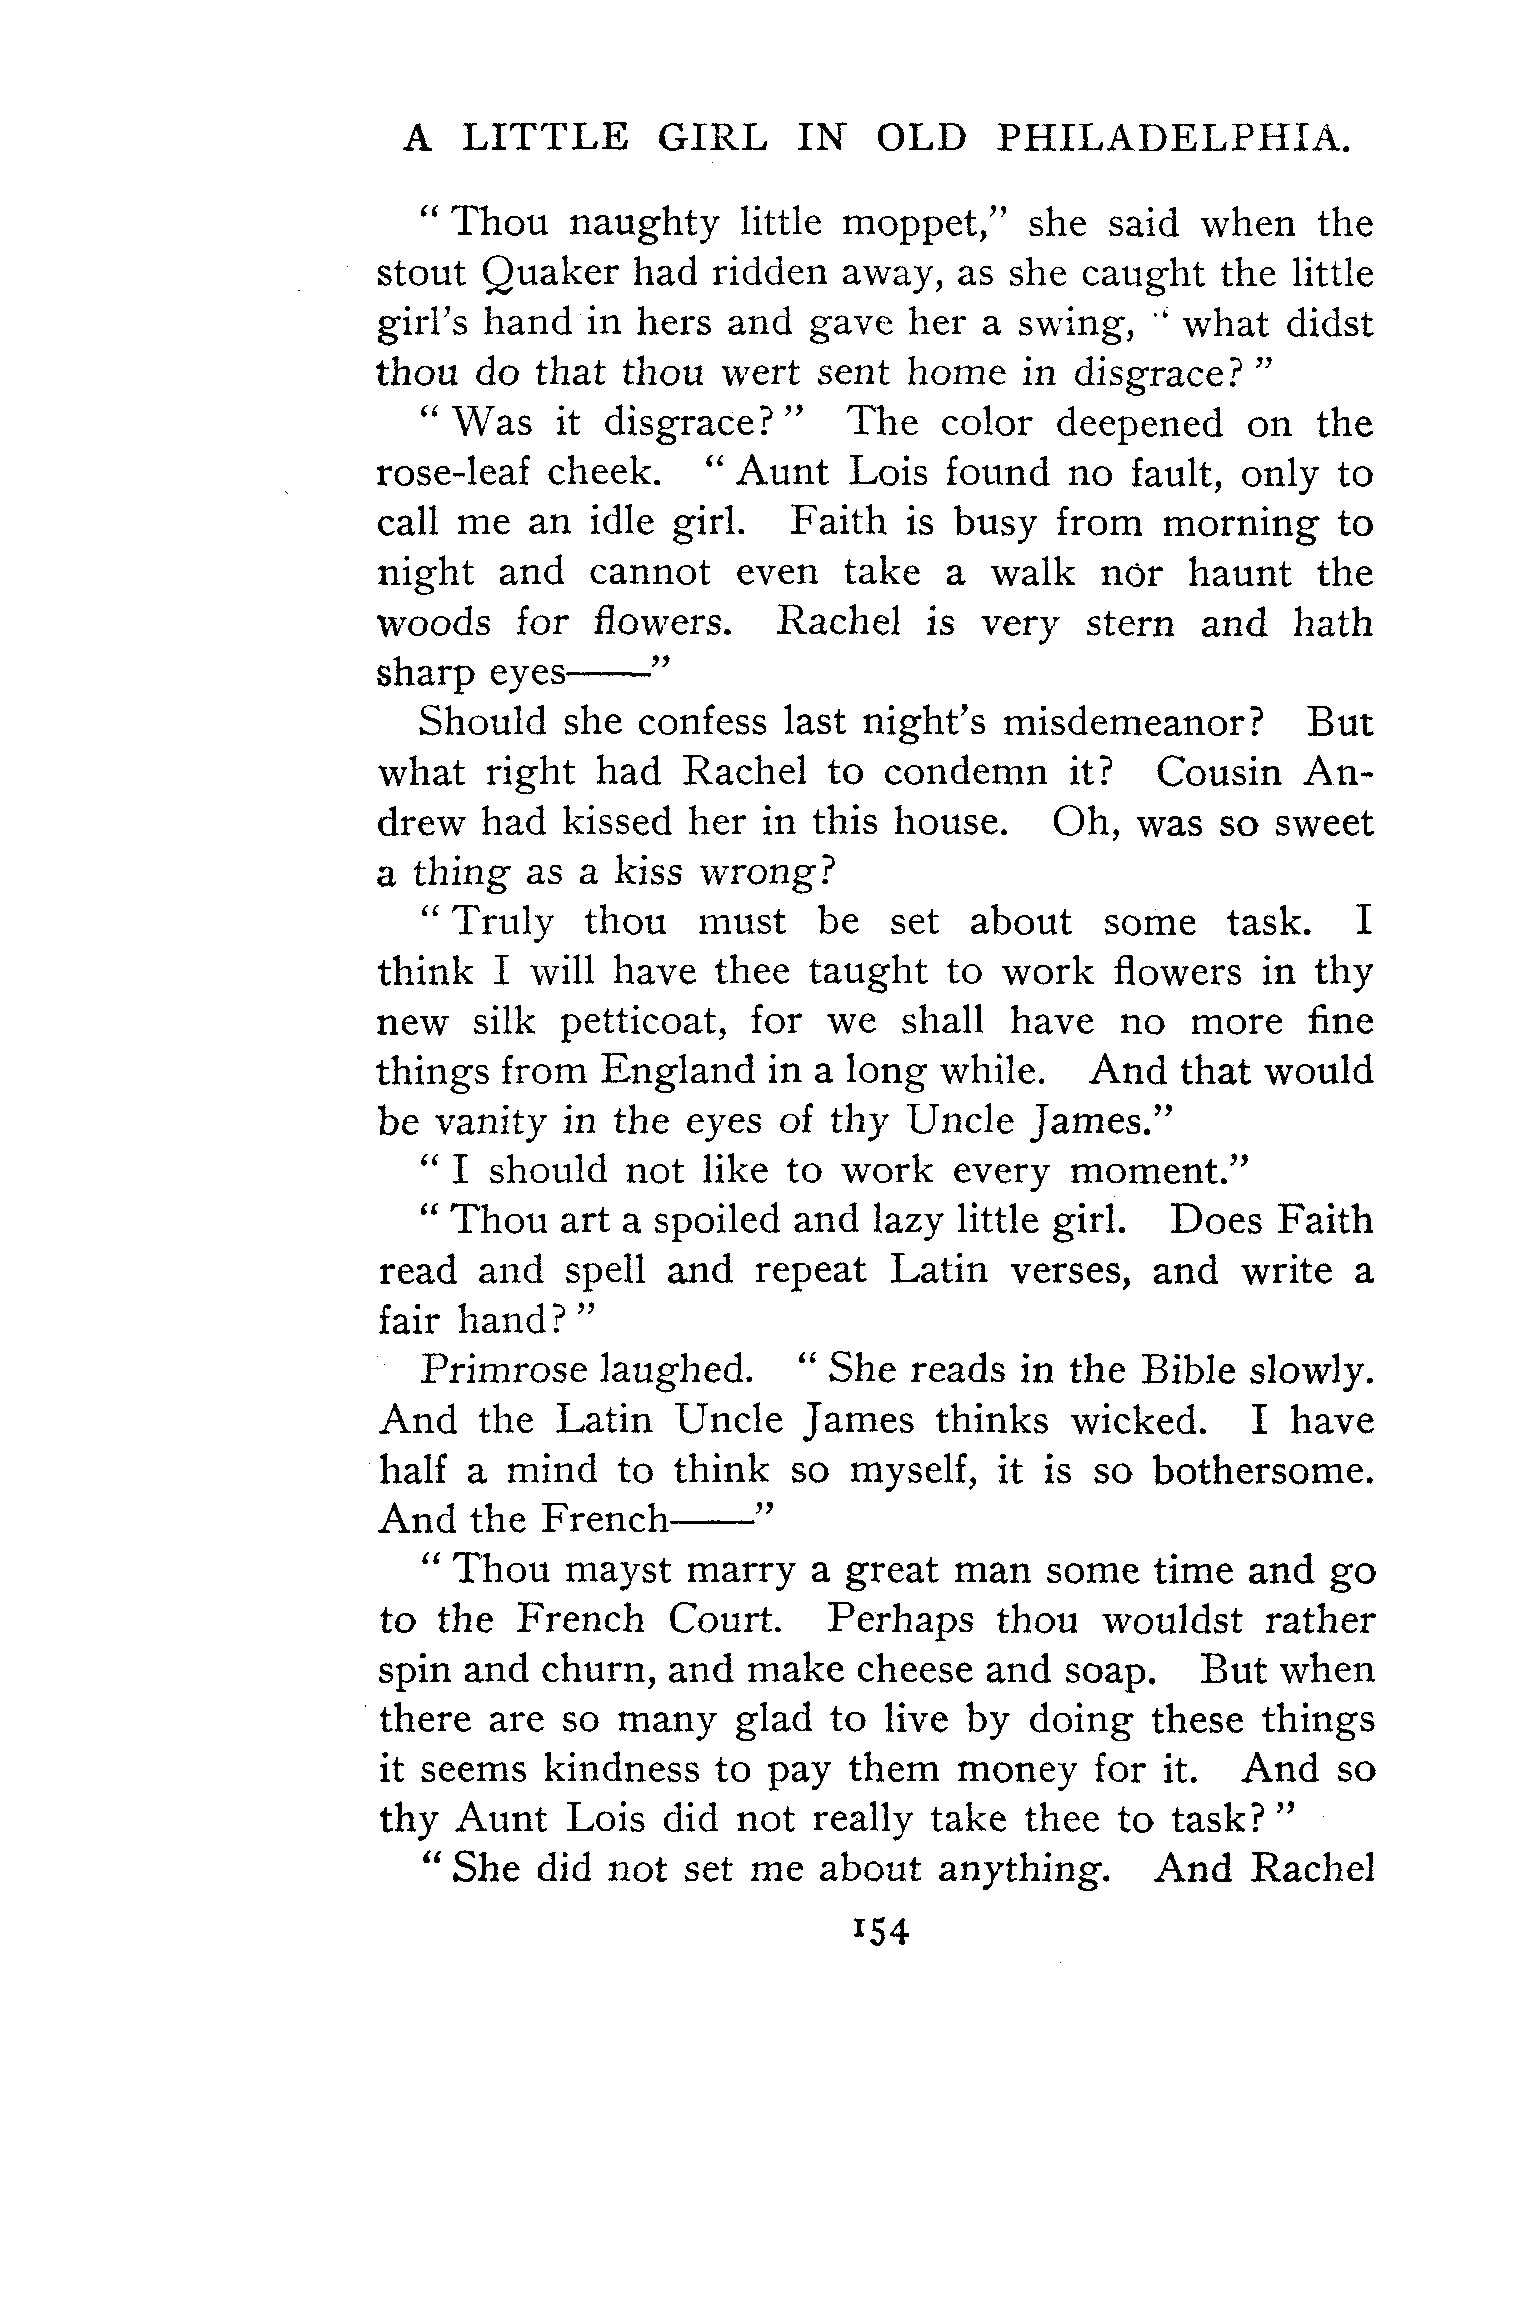 A LITTLE GIRL IN OLD PHILADELPHIA.
“ Thou naughty little moppet,” she said when the
stout Quaker had ridden away, as she caught the little
girl’s hand in hers and gave her a swing, “ what didst
thou do that thou wert sent home in disgrace? ”
“ Was it disgrace? ” The color deepened on the
rose-leaf cheek. “ Aunt Lois found no fault, only to
call me an idle girl. Faith is busy from morning to
night and cannot even take a walk nor haunt the
woods for flowers. Rachel is very stern and hath
sharp eyes——”
Should she confess last night’s misdemeanor? But
what right had Rachel to condemn it? Cousin An-
drew had kissed her in this house. Oh, was so sweet
a thing as a kiss wrong?
“ Truly thou must be set about some task. I
think I will have thee taught to work flowers in thy
new silk petticoat, for we shall have no more fine
things from England in a long while. And that would
be vanity in the eyes of thy Uncle James.”
“ I should not like to work every moment.”
“ Thou art a spoiled and lazy little girl. Does Faith
read and spell and repeat Latin verses, and write a
fair hand? ”
Primrose laughed. “ She reads in the Bible slowly.
And the Latin Uncle James thinks wicked. I have
half a mind to think so myself, it is so bothersome.
And the French——”
“ Thou mayst marry a great man some time and go
to the French Court. Perhaps thou wouldst rather
spin and churn, and make cheese and soap. But when
there are so many glad to live by doing these things
it seems kindness to pay them money for it. And so
thy Aunt Lois did not really take thee to task? ”
“ She did not set me about anything. And Rachel
154